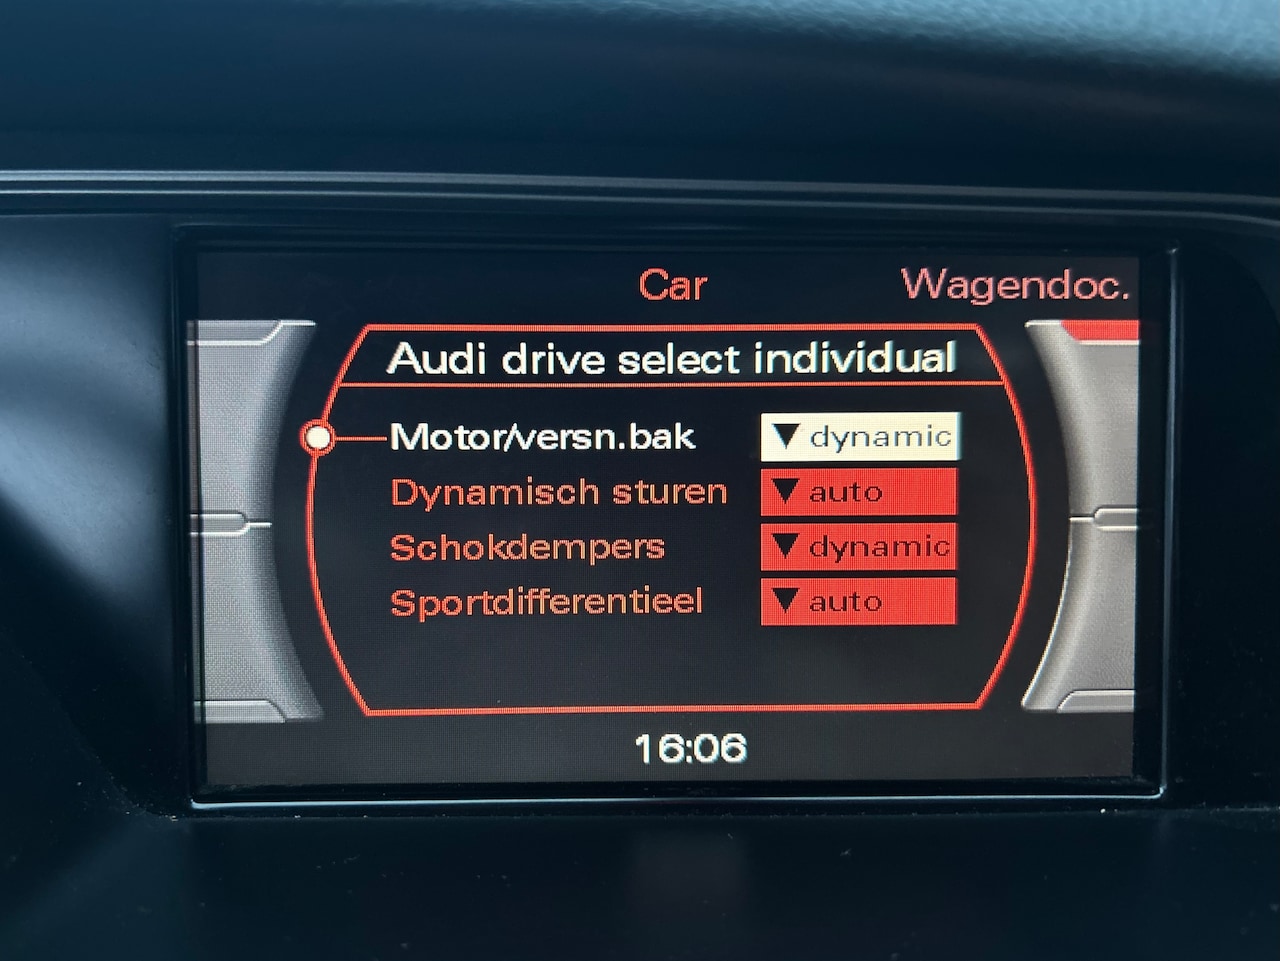 Car Wagendoc.
Audi drive select individual
Motor/versn.bak ▼ dynamic
Dynamisch sturen ▼ auto
Schokdempers ▼ dynamic
Sportdifferentieel ▼ auto
16:06